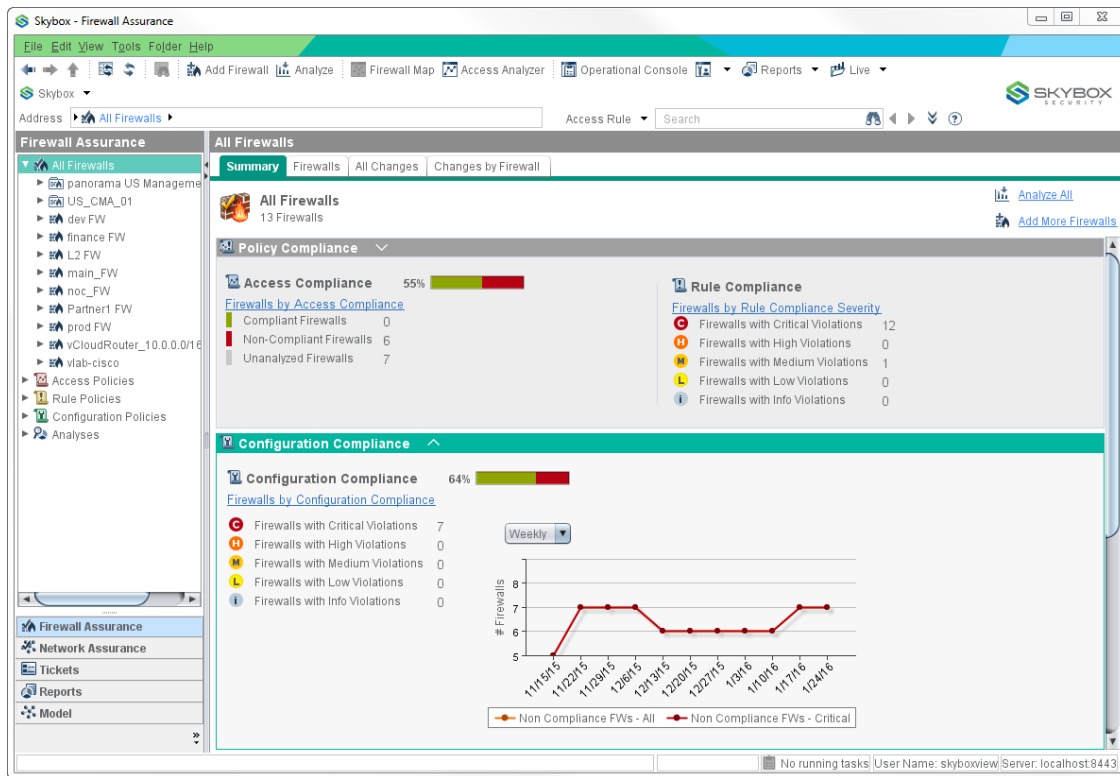 Skybox - Firewall Assurance
File Edit View Tools Folder Help
Add Firewall Analyze Firewall Map Access Analyzer Operational Console Reports Live
Skybox
SKYBOX
SECURITY
Address All Firewalls Access Rule Search
Firewall Assurance
All Firewalls
panorama US Manageme
US_CMA_01
dev FW
finance FW
L2 FW
main_FW
noc_FW
Partner1 FW
prod FW
vCloudRouter_10.0.0.0/16
vlab-cisco
Access Policies
Rule Policies
Configuration Policies
Analyses
Firewall Assurance
Network Assurance
Tickets
Reports
Model
All Firewalls
Summary Firewalls All Changes Changes by Firewall
All Firewalls
13 Firewalls
Analyze All
Add More Firewalls
Policy Compliance
Access Compliance 55%
Firewalls by Access Compliance
Compliant Firewalls 0
Non-Compliant Firewalls 6
Unanalyzed Firewalls 7
Rule Compliance
Firewalls by Rule Compliance Severity
C Firewalls with Critical Violations 12
H Firewalls with High Violations 0
M Firewalls with Medium Violations 1
L Firewalls with Low Violations 0
i Firewalls with Info Violations 0
Configuration Compliance
Configuration Compliance 64%
Firewalls by Configuration Compliance
C Firewalls with Critical Violations 7
H Firewalls with High Violations 0
M Firewalls with Medium Violations 0
L Firewalls with Low Violations 0
i Firewalls with Info Violations 0
Weekly
# Firewalls
8
7
6
5
11/15/15 11/22/15 11/29/15 12/6/15 12/13/15 12/20/15 12/27/15 1/3/16 1/10/16 1/17/16 1/24/16
Non Compliance FWs - All Non Compliance FWs - Critical
No running tasks User Name: skyboxview Server: localhost:8443